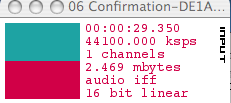 06 Confirmation-DE1A...
00:00:29.350
44100.000 ksps
1 channels
2.469 mbytes
audio iff
16 bit linear
INPUT